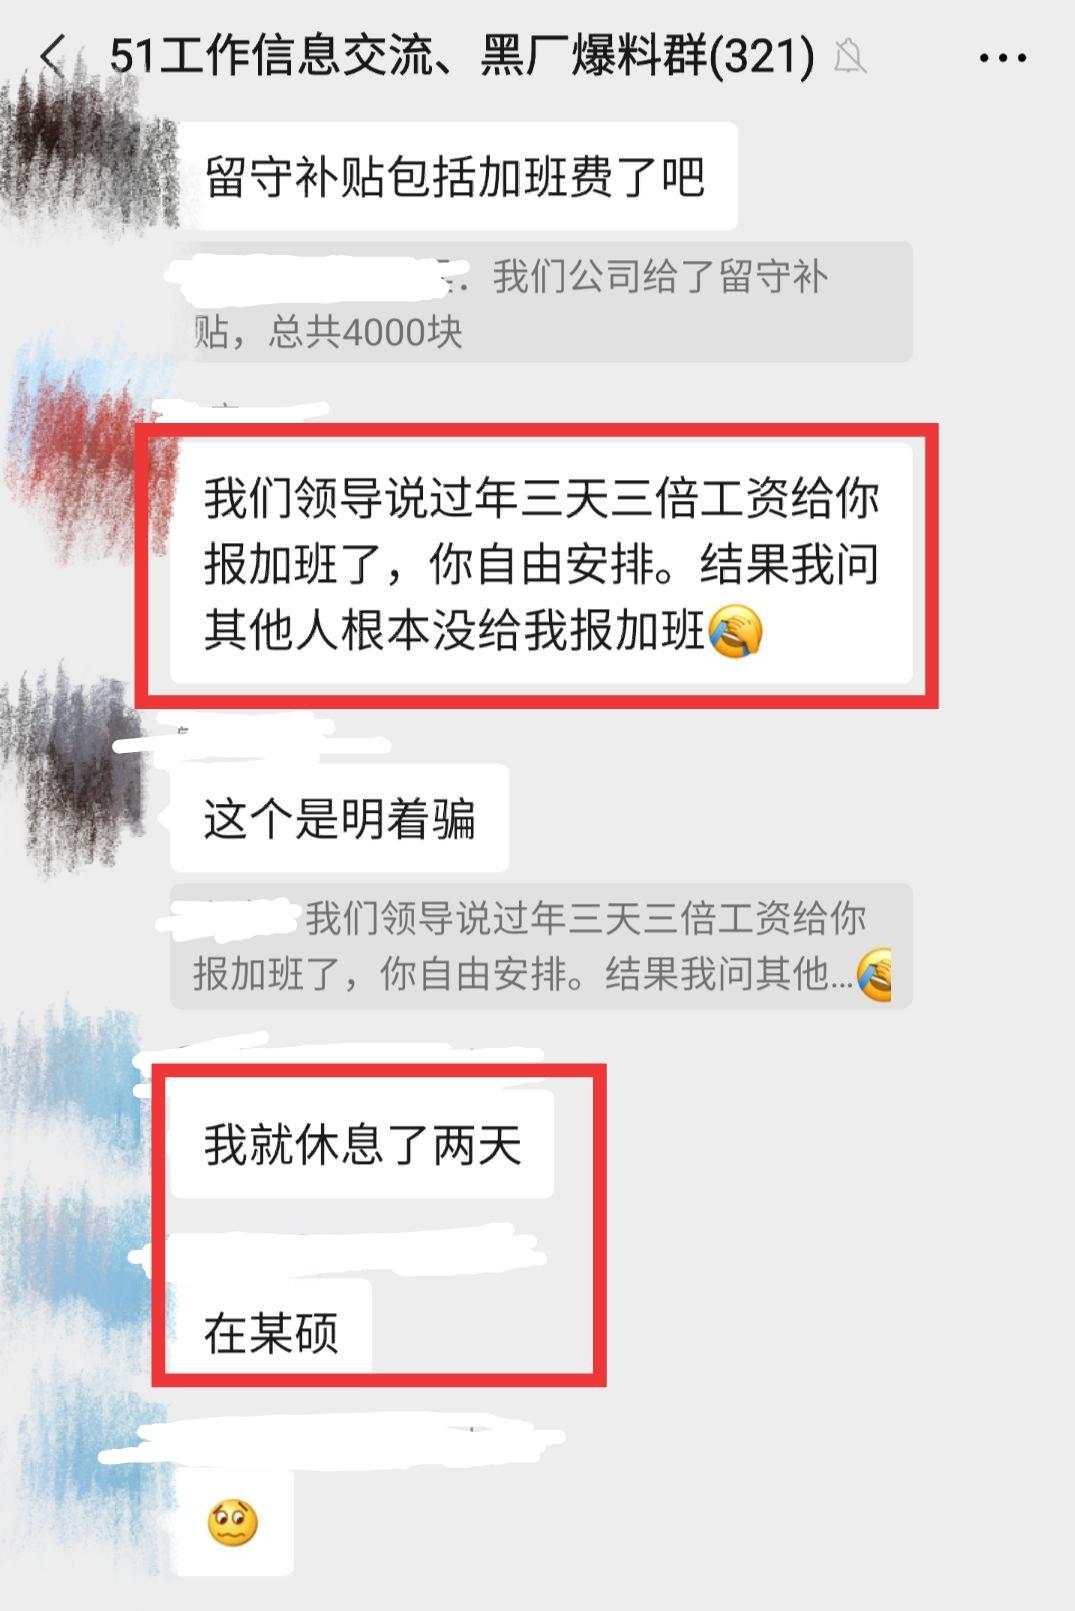 51工作信息交流、黑厂爆料群(321)
留守补贴包括加班费了吧
: 我们公司给了留守补
贴，总共4000块
我们领导说过年三天三倍工资给你
报加班了，你自由安排。结果我问
其他人根本没给我报加班🤦
这个是明着骗
我们领导说过年三天三倍工资给你
报加班了，你自由安排。结果我问其他...
我就休息了两天
在某硕